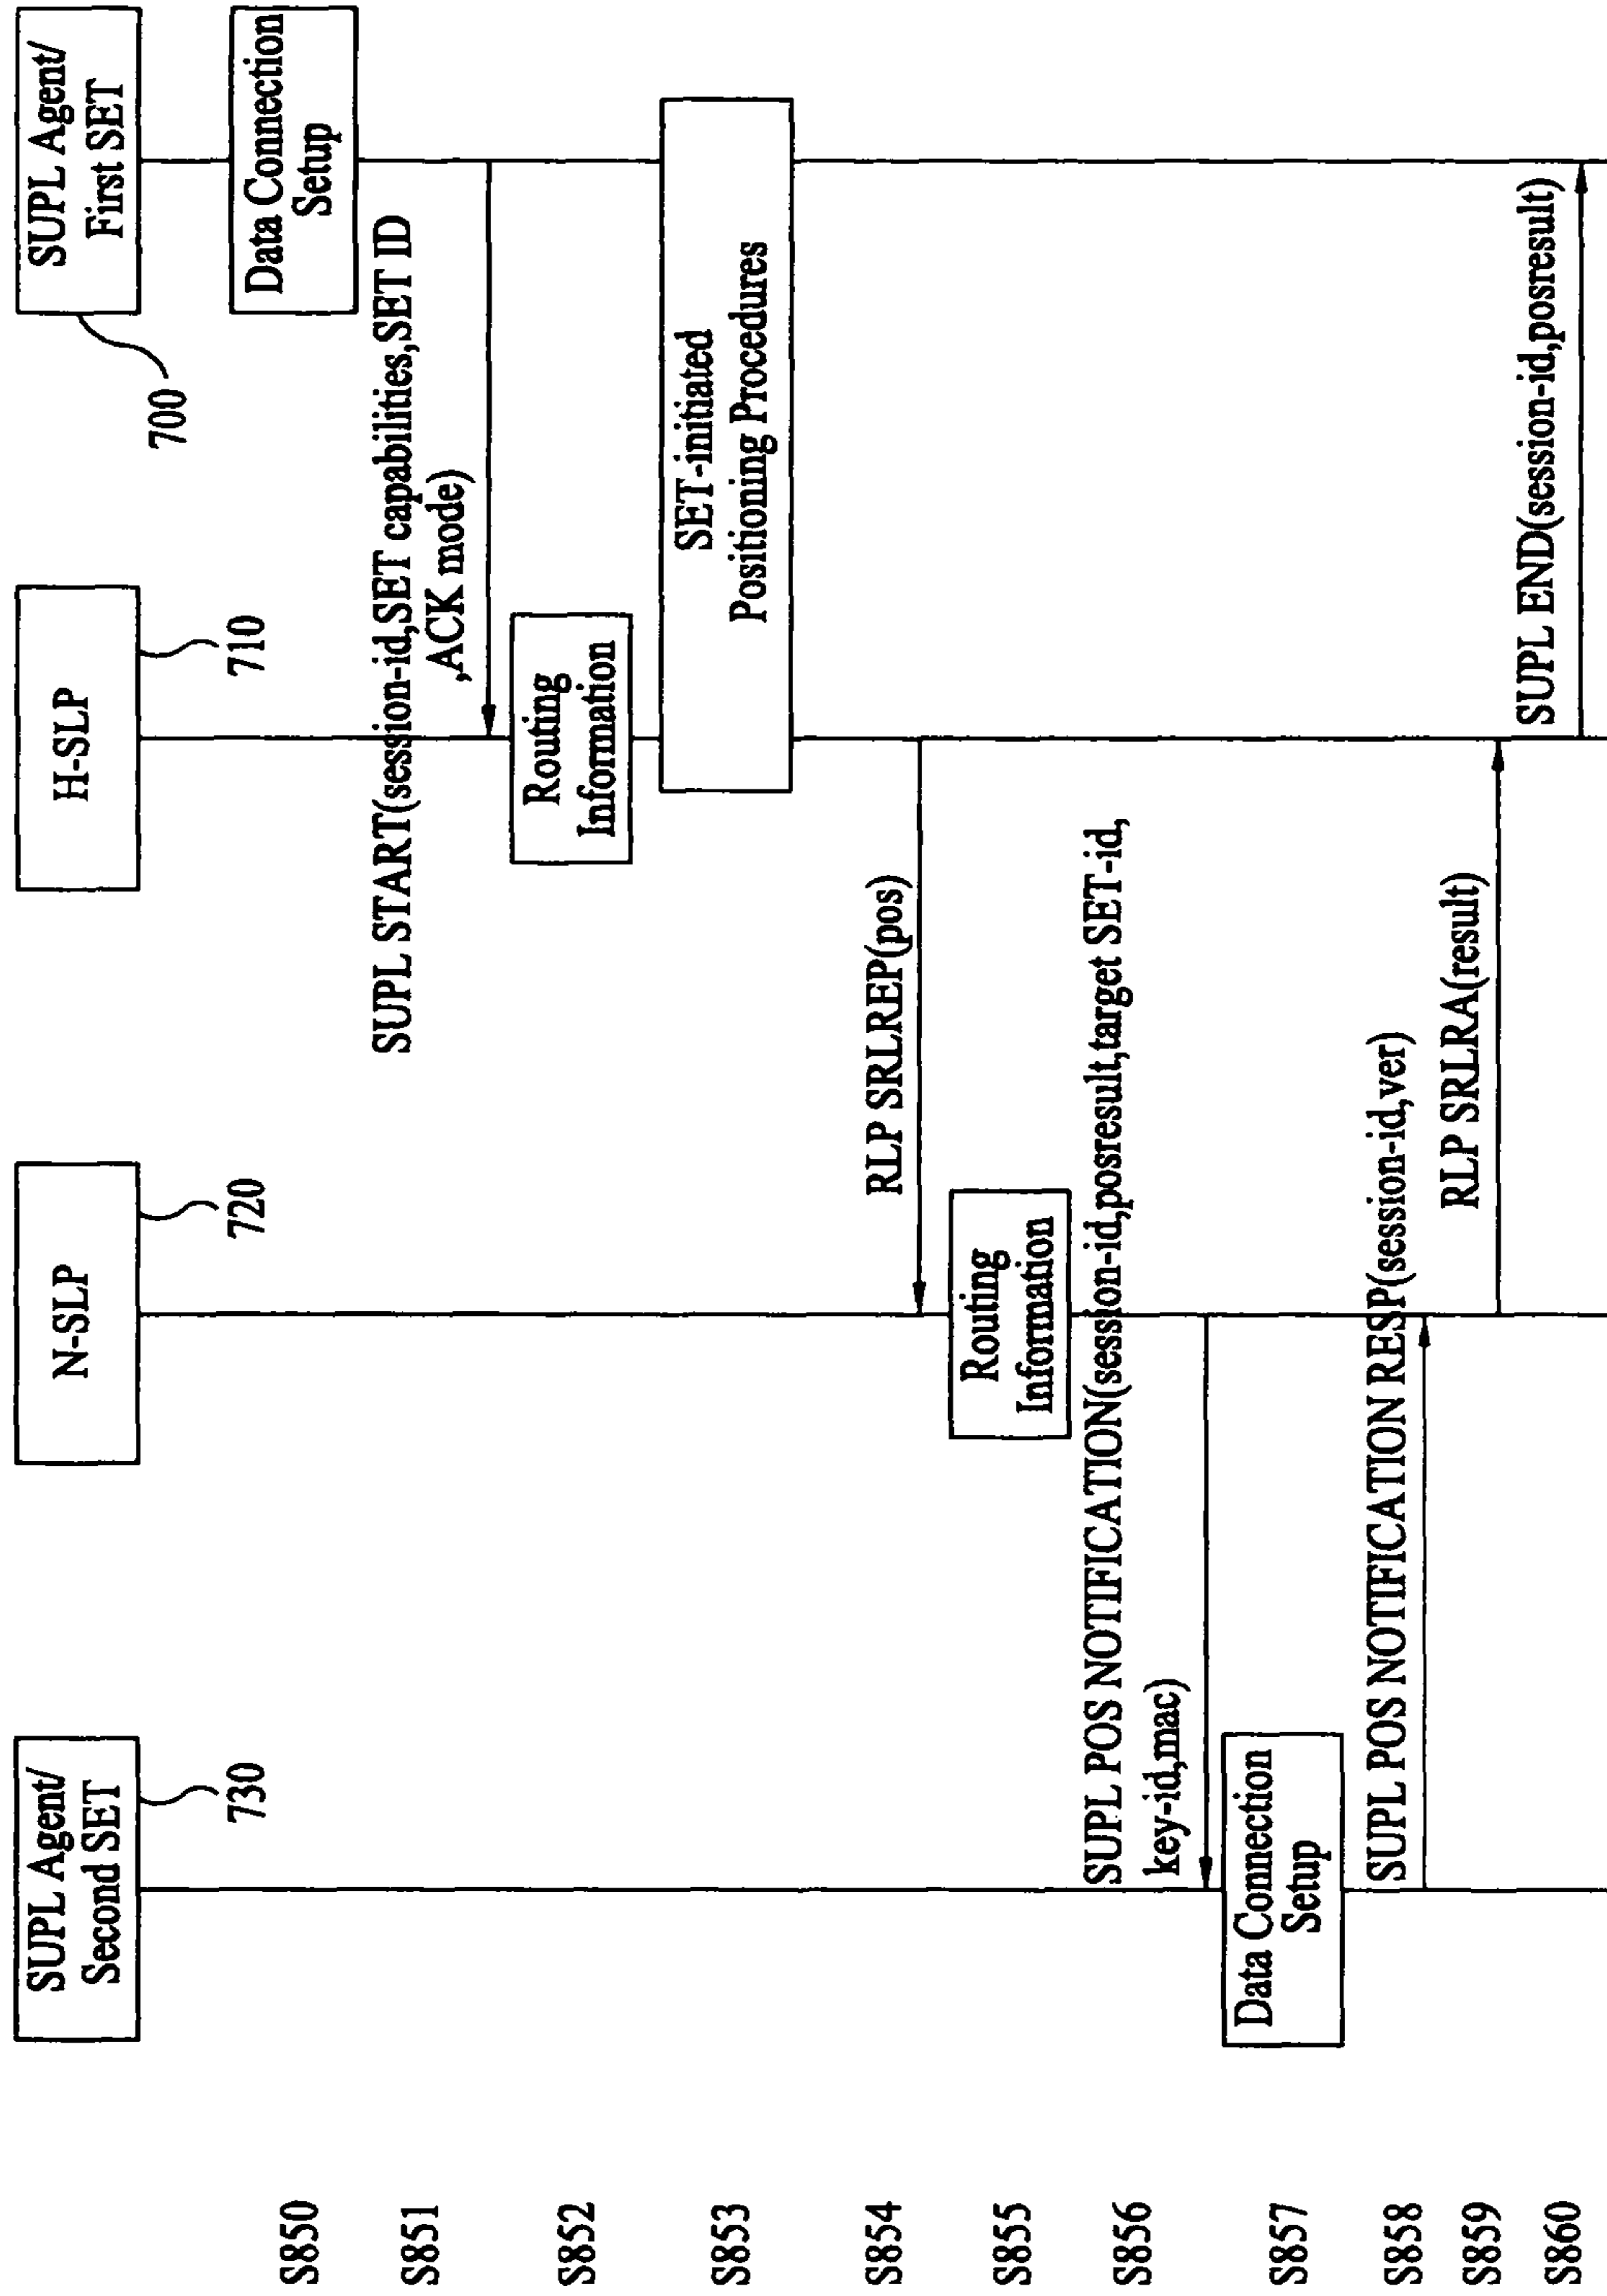 SUPL Agent/
Second SET
730
N-SLP
720
H-SLP
710
SUPL Agent/
First SET
700
S850
Data Connection
Setup
S851
SUPL START(session-id,SET capabilities,SET ID
,ACK mode)
S852
Routing
Information
S853
SET-initiated
Positioning Procedures
S854
RLP SRLREP(pos)
S855
Routing
Information
S856
SUPL POS NOTIFICATION(session-id,posresult,target SET-id,
key-id,mac)
S857
Data Connection
Setup
S858
SUPL POS NOTIFICATION RESP(session-id,ver)
S859
RLP SRLRA(result)
S860
SUPL END(session-id,posresult)